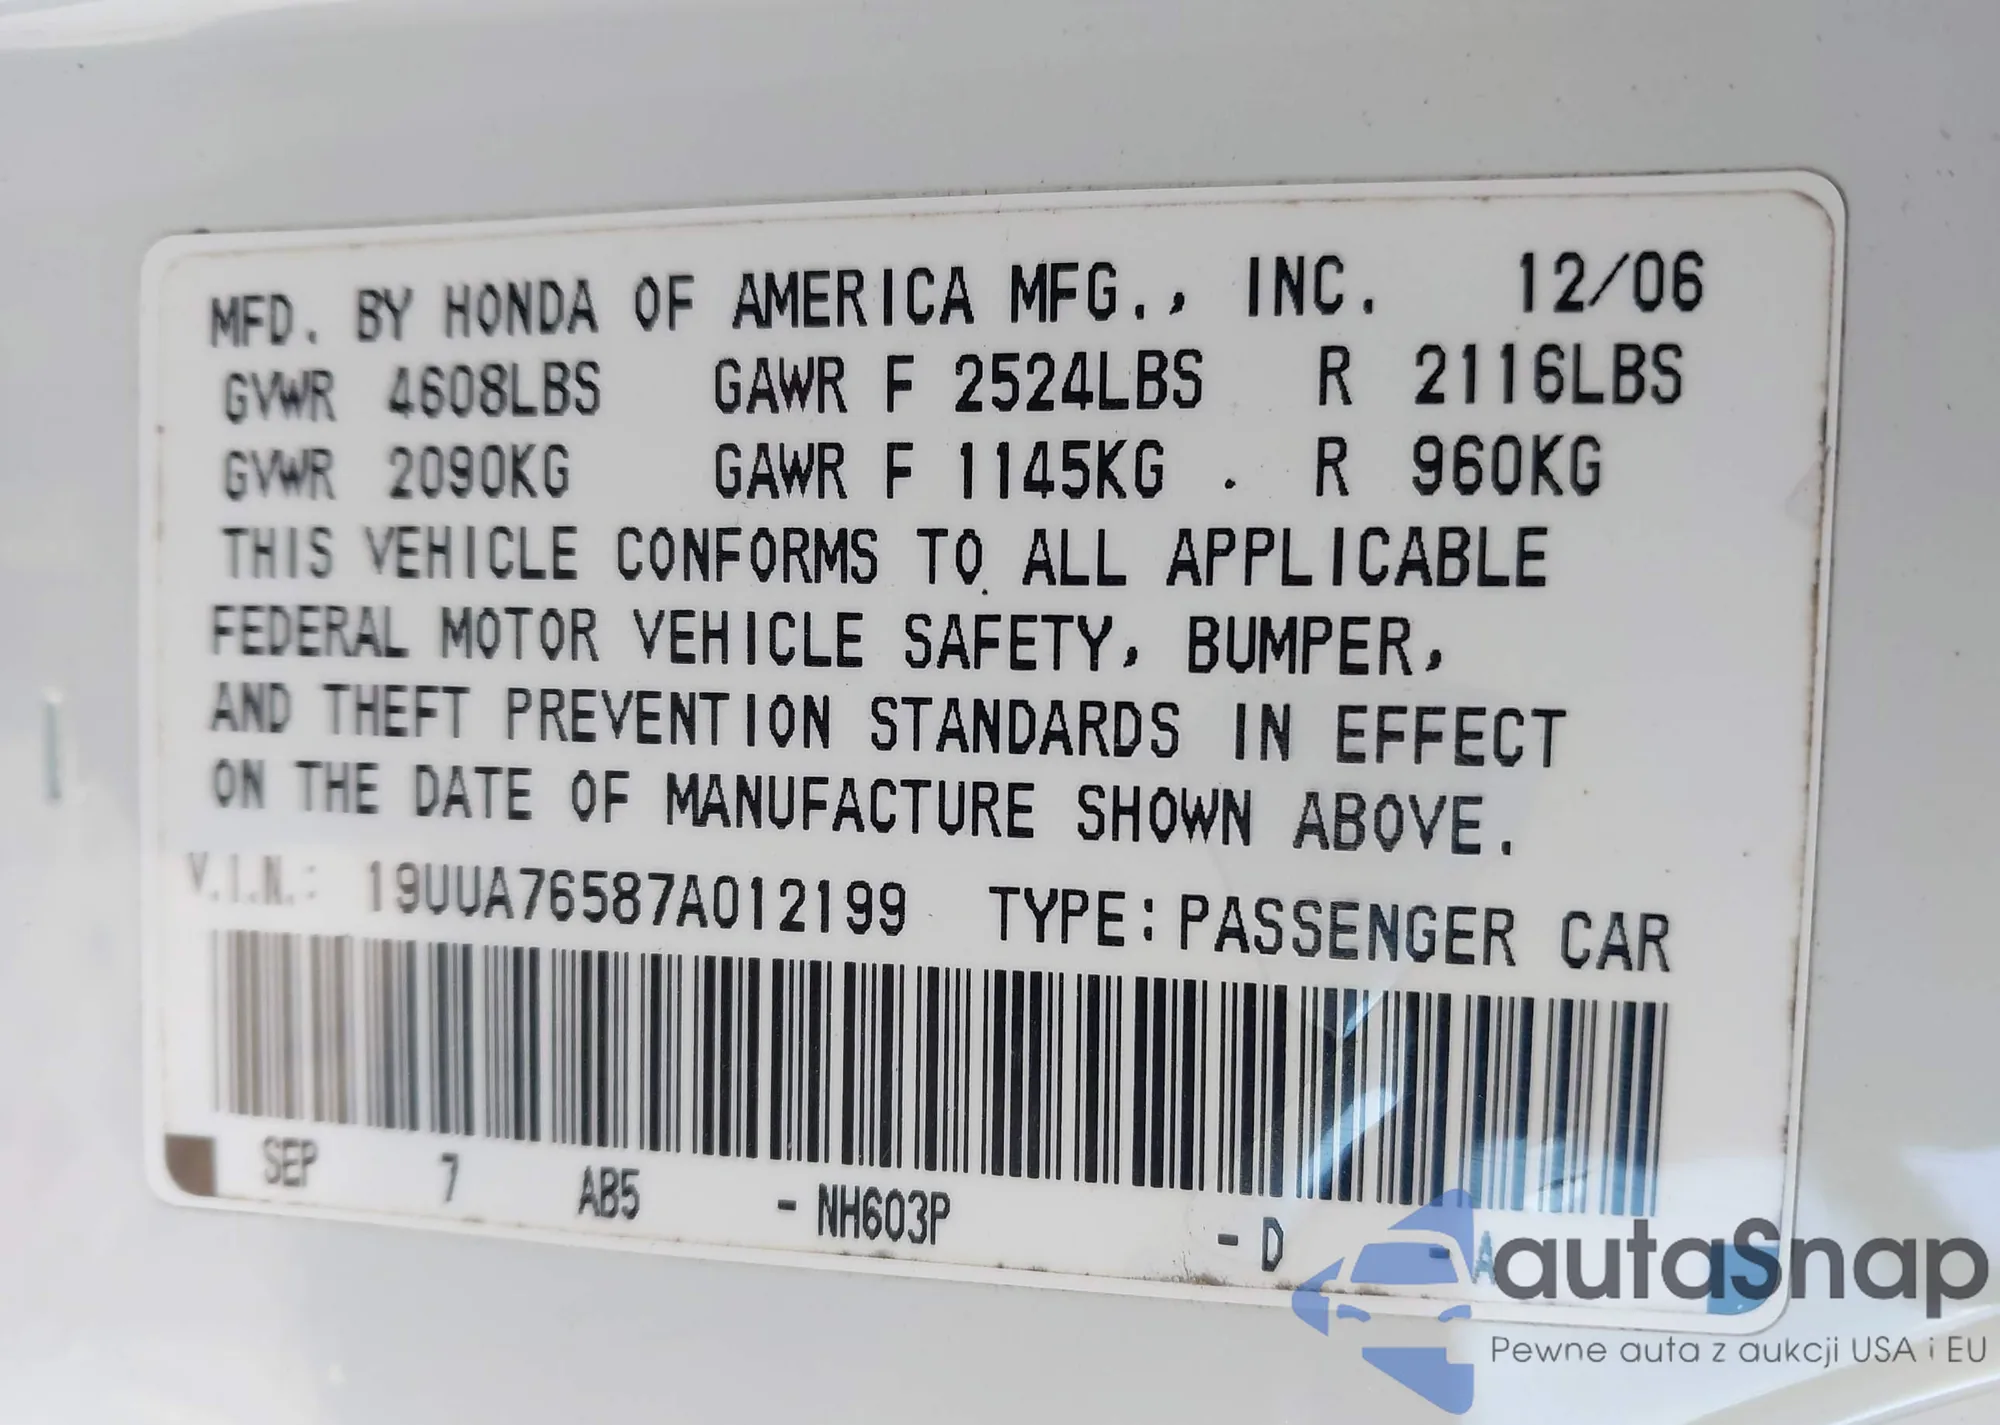 MFD. BY HONDA OF AMERICA MFG., INC. 12/06
GVWR 4608LBS GAWR F 2524LBS R 2116LBS
GVWR 2090KG GAWR F 1145KG R 960KG
THIS VEHICLE CONFORMS TO ALL APPLICABLE
FEDERAL MOTOR VEHICLE SAFETY, BUMPER,
AND THEFT PREVENTION STANDARDS IN EFFECT
ON THE DATE OF MANUFACTURE SHOWN ABOVE.
V.I.N.: 19UUA76587A012199 TYPE:PASSENGER CAR
SEP 7 AB5 -NH603P -D -A
autaSnap
Pewne auta z aukcji USA i EU